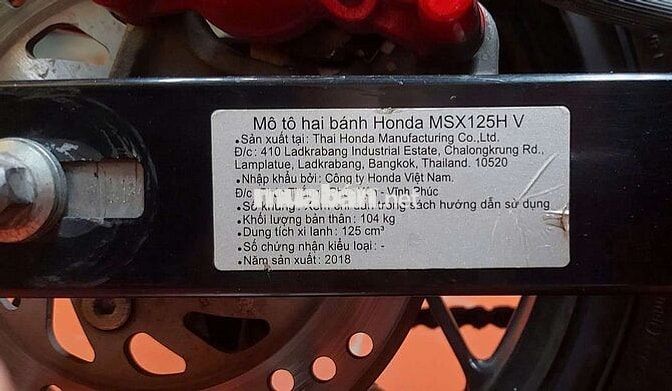 Mô tô hai bánh Honda MSX125H V
•Sản xuất tại: Thai Honda Manufacturing Co.,Ltd.
Đ/c: 410 Ladkrabang Industrial Estate, Chalongkrung Rd.,
Lamplatue, Ladkrabang, Bangkok, Thailand. 10520
•Nhập khẩu bởi: Công ty Honda Việt Nam.
Đ/c - Vĩnh Phúc
•Số khung: trong sách hướng dẫn sử dụng
•Khối lượng bản thân: 104 kg
•Dung tích xi lanh: 125 cm³
•Số chứng nhận kiểu loại: -
•Năm sản xuất: 2018